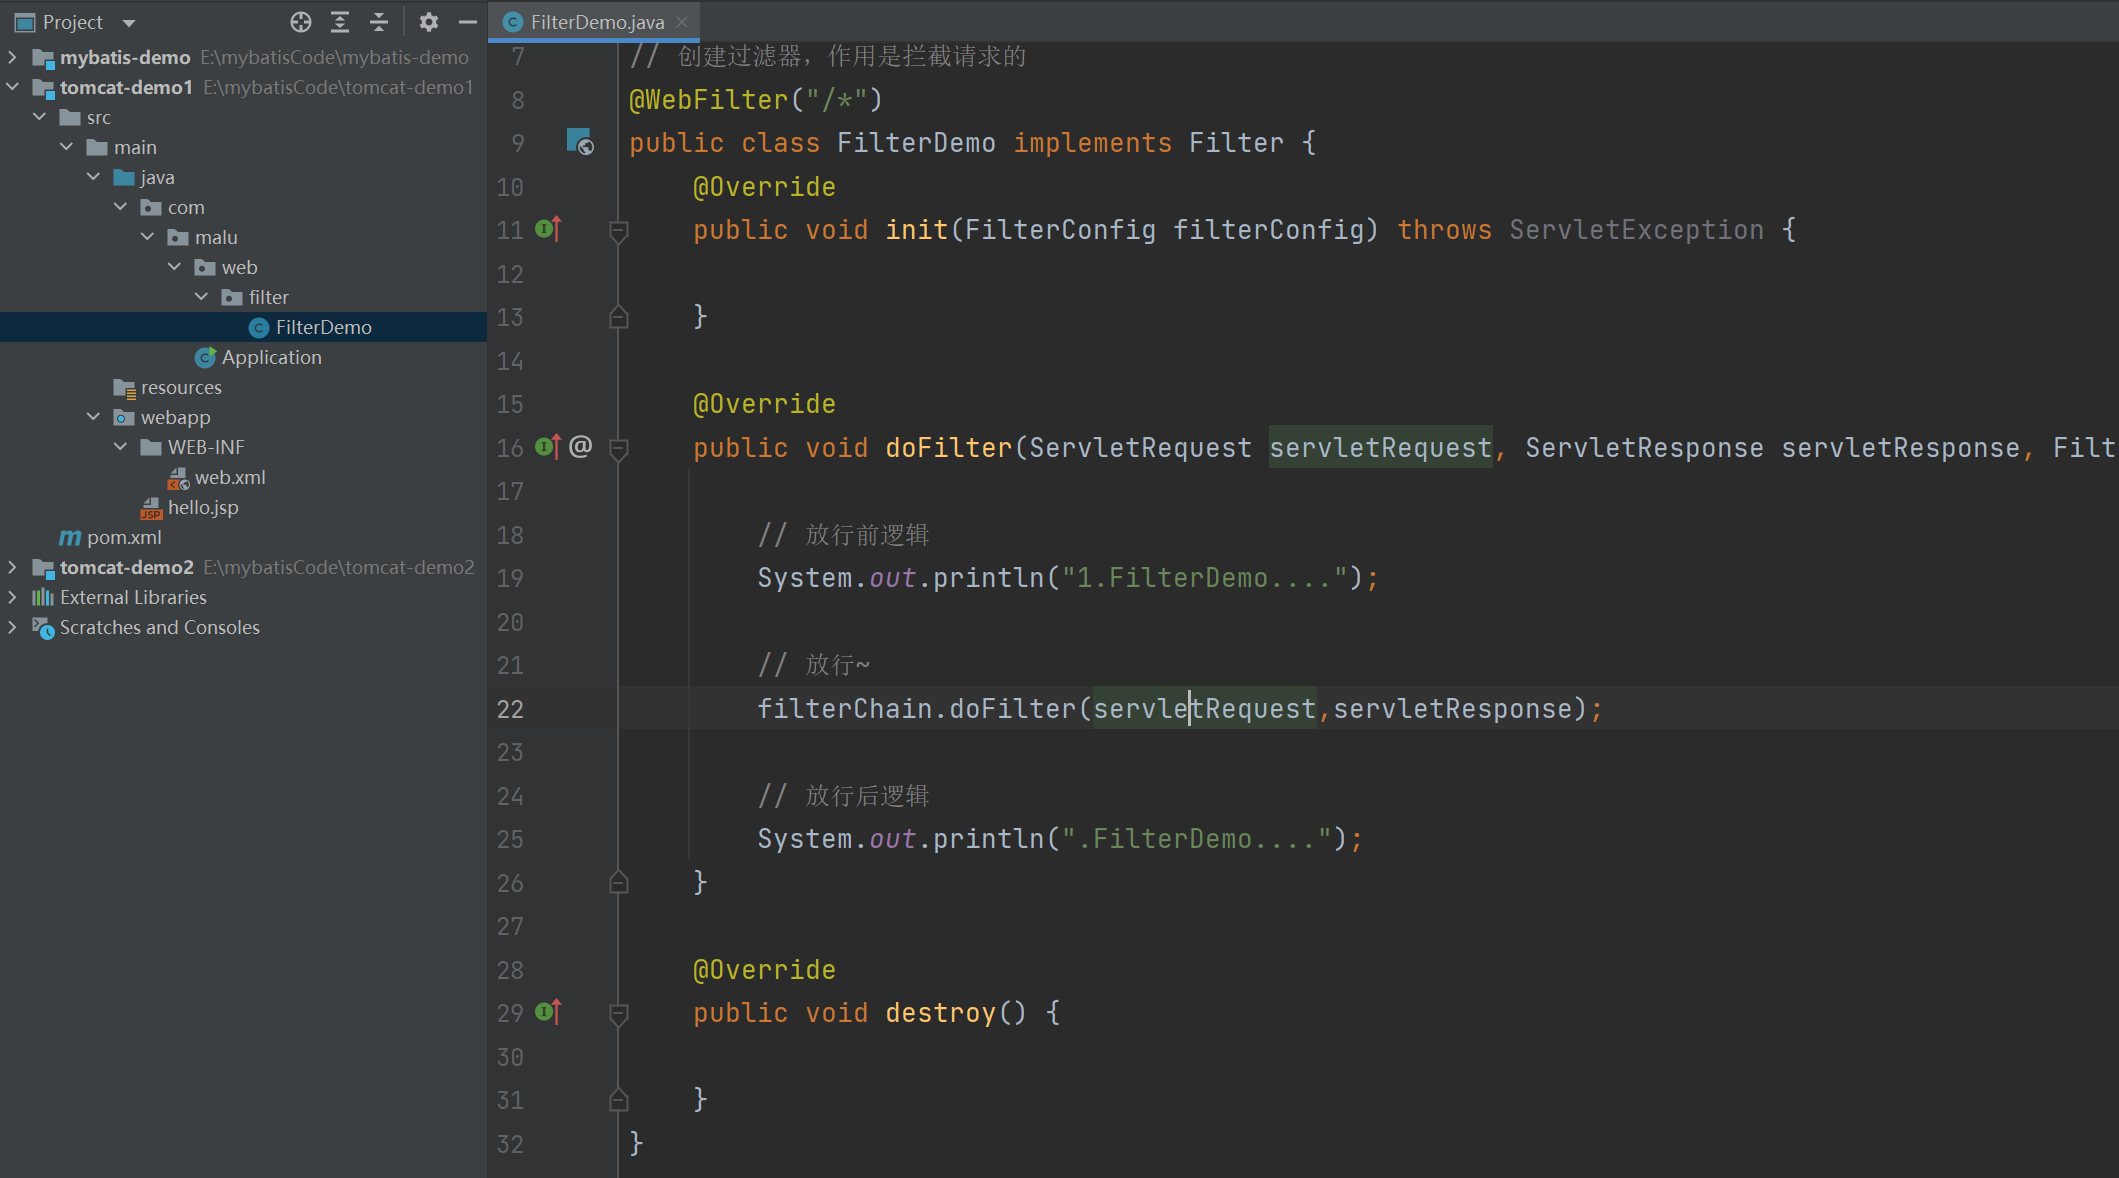 Project
mybatis-demo E:\mybatisCode\mybatis-demo
tomcat-demo1 E:\mybatisCode\tomcat-demo1
src
main
java
com
malu
web
filter
FilterDemo
Application
resources
webapp
WEB-INF
web.xml
hello.jsp
pom.xml
tomcat-demo2 E:\mybatisCode\tomcat-demo2
External Libraries
Scratches and Consoles
FilterDemo.java
7 // 创建过滤器，作用是拦截请求的
8 @WebFilter("/*")
9 public class FilterDemo implements Filter {
10 @Override
11 public void init(FilterConfig filterConfig) throws ServletException {
12
13 }
14
15 @Override
16 public void doFilter(ServletRequest servletRequest, ServletResponse servletResponse, Filt
17
18 // 放行前逻辑
19 System.out.println("1.FilterDemo....");
20
21 // 放行~
22 filterChain.doFilter(servletRequest,servletResponse);
23
24 // 放行后逻辑
25 System.out.println(".FilterDemo....");
26 }
27
28 @Override
29 public void destroy() {
30
31 }
32 }